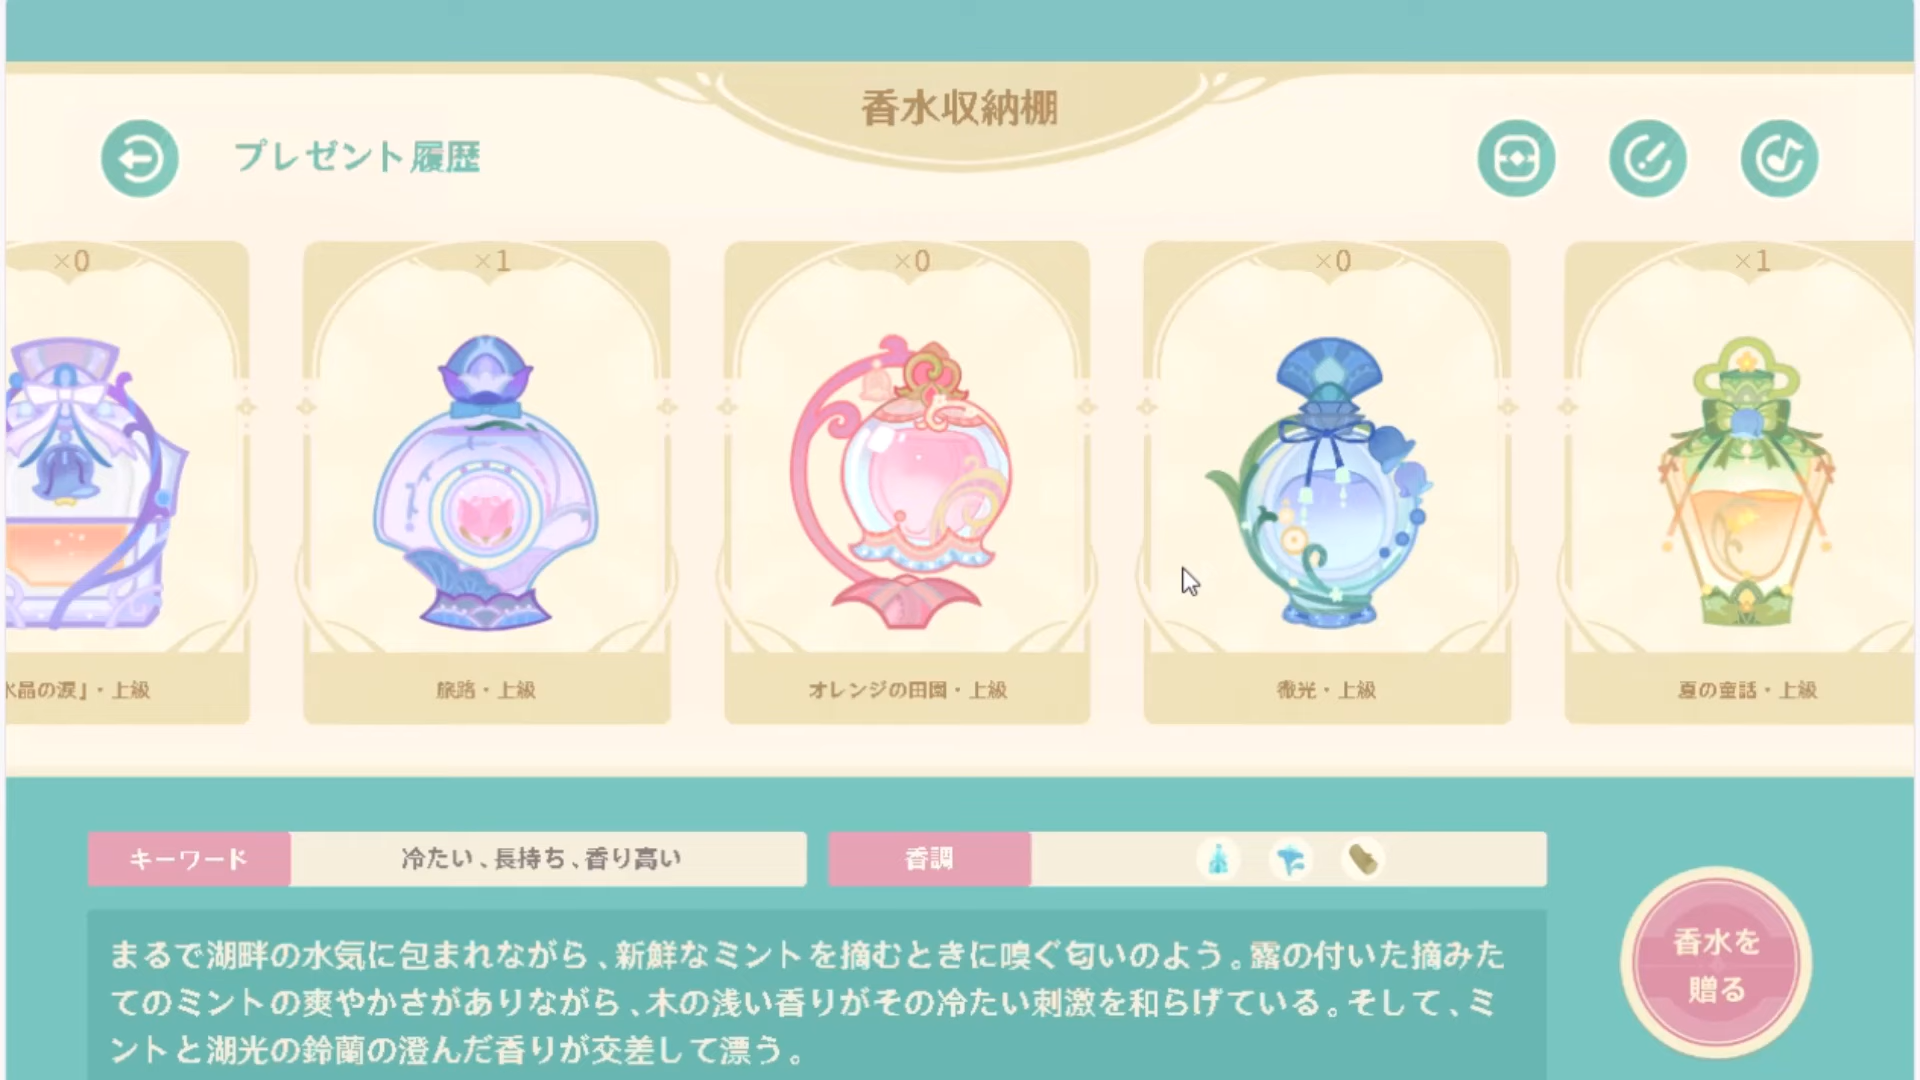 香水収納棚
プレゼント履歴
×0
×1
×0
×0
×1
水晶の涙」・上級
旅路・上級
オレンジの田園・上級
微光・上級
夏の童話・上級
キーワード
冷たい、長持ち、香り高い
香調
まるで湖畔の水気に包まれながら、新鮮なミントを摘むときに嗅ぐ匂いのよう。露の付いた摘みた
てのミントの爽やかさがありながら、木の浅い香りがその冷たい刺激を和らげている。そして、ミ
ントと湖光の鈴蘭の澄んだ香りが交差して漂う。
香水を
贈る